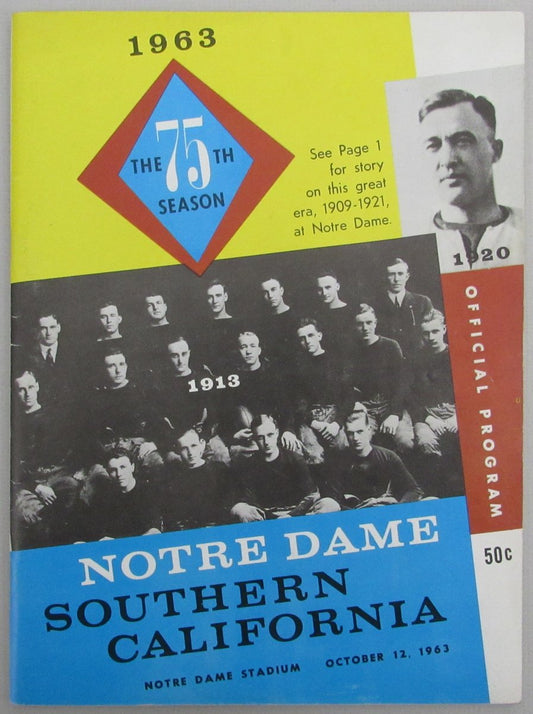 1963
THE 75TH
SEASON
See Page 1
for story
on this great
era, 1909-1921,
at Notre Dame.
1920
OFFICIAL PROGRAM
1913
50c
NOTRE DAME
SOUTHERN
CALIFORNIA
NOTRE DAME STADIUM OCTOBER 12, 1963